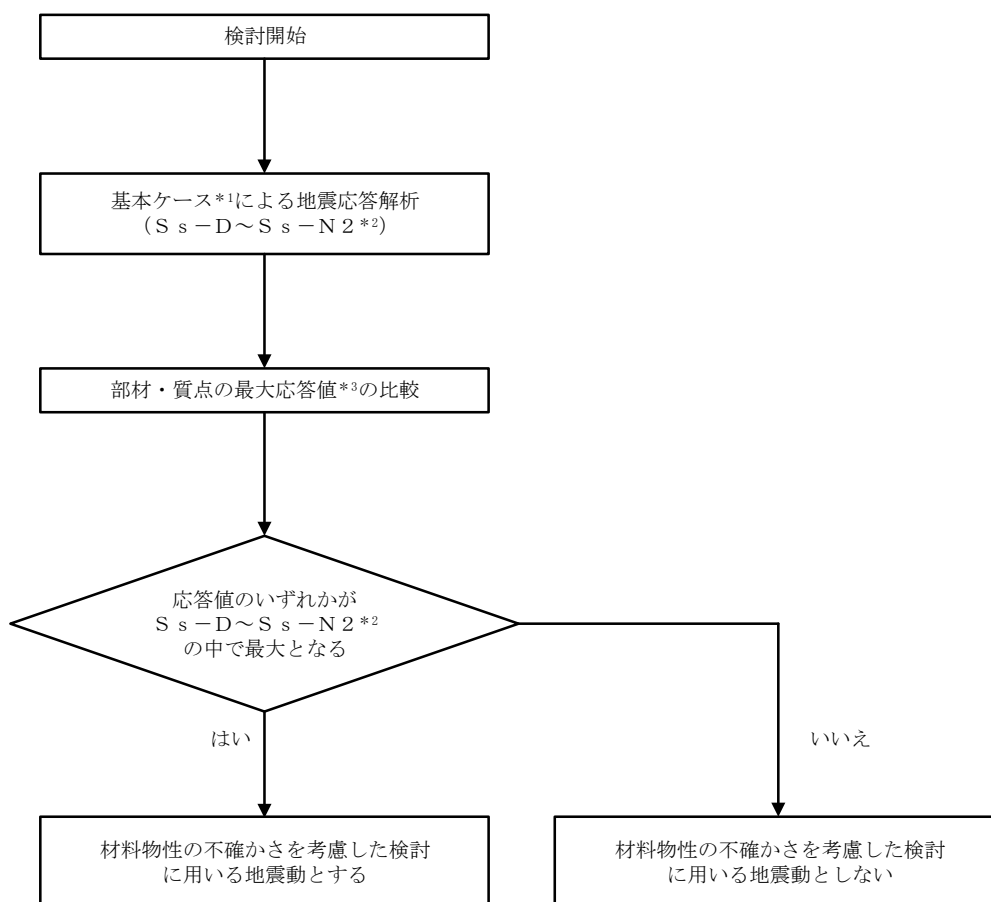 検討開始
基本ケース*1による地震応答解析
（Ｓｓ－Ｄ～Ｓｓ－Ｎ２*2）
部材・質点の最大応答値*3の比較
応答値のいずれかが
Ｓｓ－Ｄ～Ｓｓ－Ｎ２*2
の中で最大となる
はい
いいえ
材料物性の不確かさを考慮した検討
に用いる地震動とする
材料物性の不確かさを考慮した検討
に用いる地震動としない